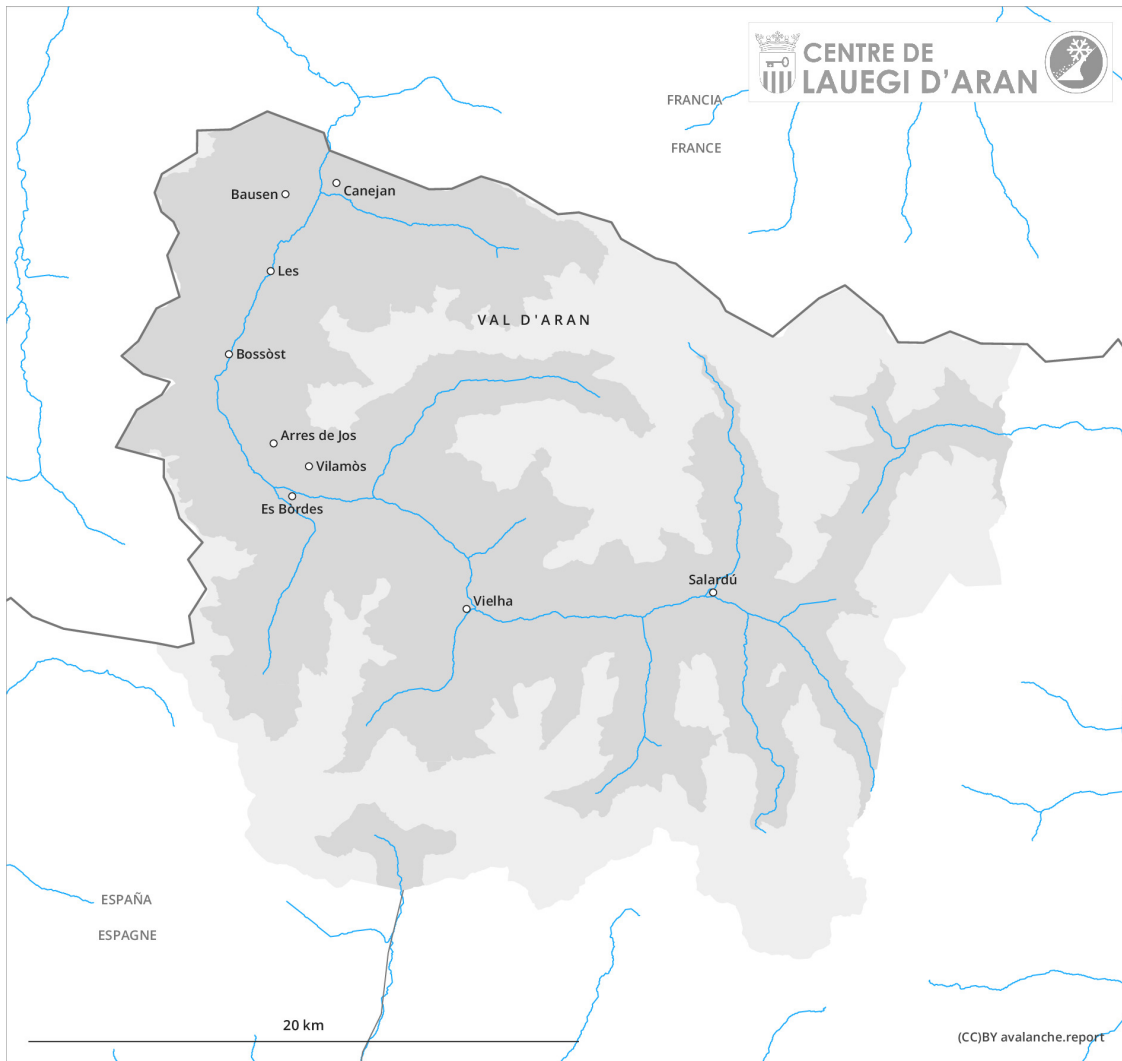 CENTRE DE
LAUEGI D'ARAN
FRANCIA
FRANCE
Canejan
Bausen
Les
VAL D'ARAN
Bossòst
Arres de Jos
Vilamòs
Es Bòrdes
Salardú
Vielha
ESPAÑA
ESPAGNE
20 km
(CC)BY avalanche.report